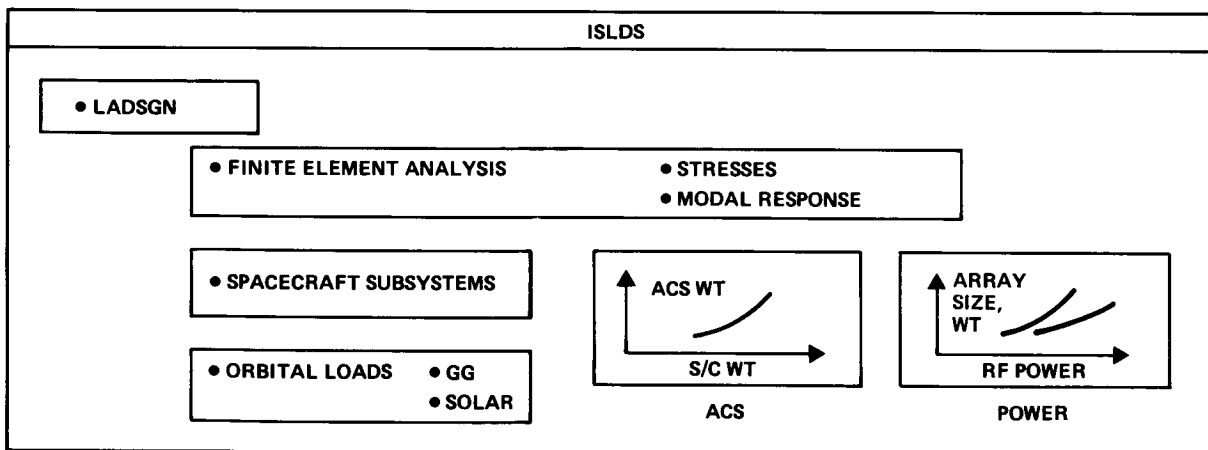 ISLDS
● LADSGN
● FINITE ELEMENT ANALYSIS ● STRESSES
● MODAL RESPONSE
● SPACECRAFT SUBSYSTEMS
● ORBITAL LOADS ● GG
● SOLAR
ACS WT
S/C WT
ACS
ARRAY
SIZE,
WT
RF POWER
POWER